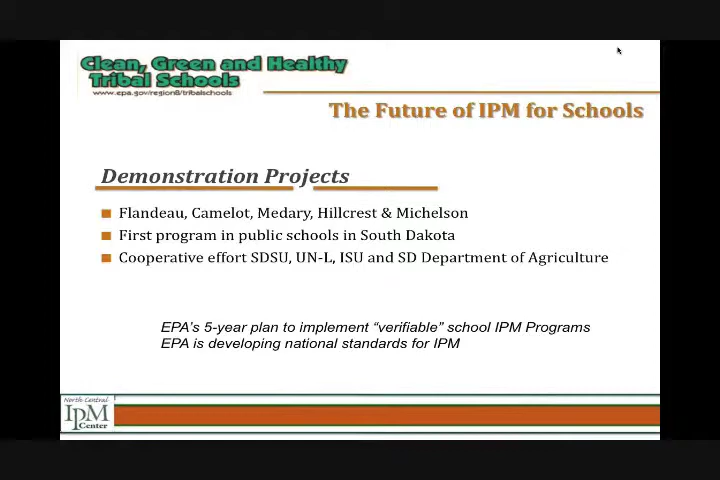 Clean, Green and Healthy
Tribal Schools
www.epa.gov/region8/tribalschools
The Future of IPM for Schools
Demonstration Projects
Flandeau, Camelot, Medary, Hillcrest & Michelson
First program in public schools in South Dakota
Cooperative effort SDSU, UN-L, ISU and SD Department of Agriculture
EPA's 5-year plan to implement “verifiable” school IPM Programs
EPA is developing national standards for IPM
North Central
IPM
Center